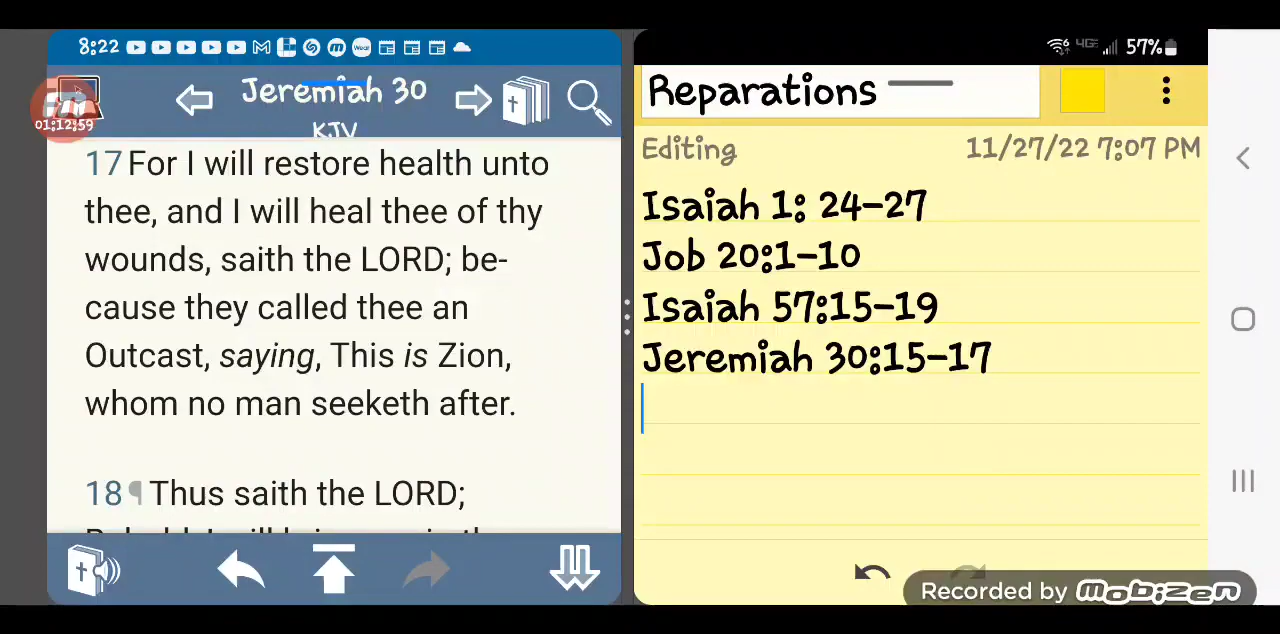 8:22
57%
Jeremiah 30
KJV
01:12:59
17 For I will restore health unto
thee, and I will heal thee of thy
wounds, saith the LORD; be-
cause they called thee an
Outcast, saying, This is Zion,
whom no man seeketh after.
18 ¶ Thus saith the LORD;
Reparations
Editing
11/27/22 7:07 PM
Isaiah 1: 24-27
Job 20:1-10
Isaiah 57:15-19
Jeremiah 30:15-17
Recorded by Mobizen